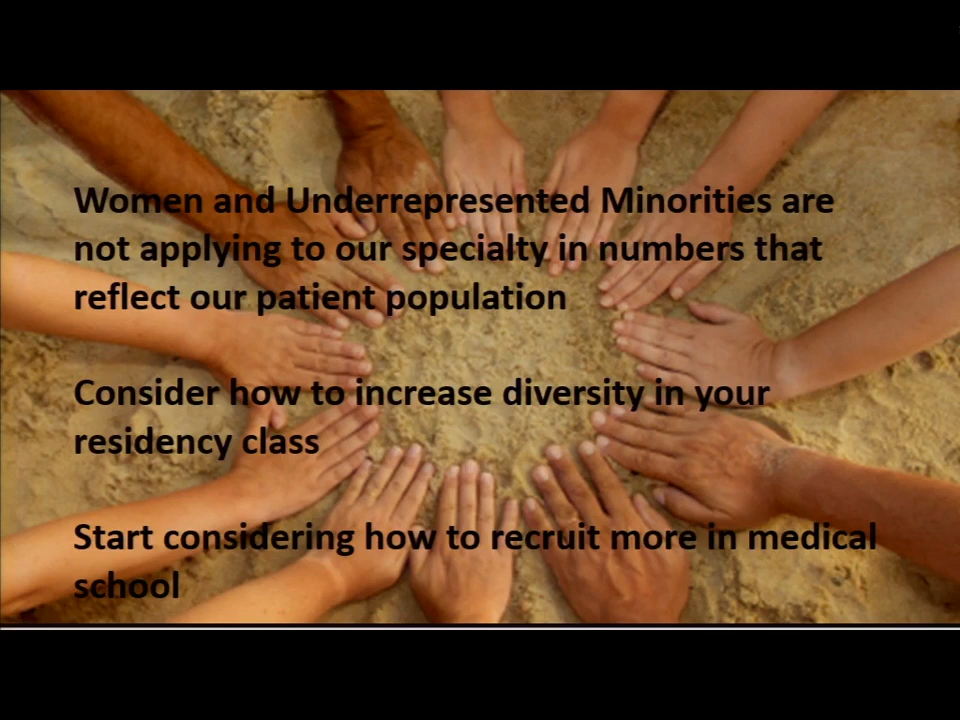 Women and Underrepresented Minorities are
not applying to our specialty in numbers that
reflect our patient population
Consider how to increase diversity in your
residency class
Start considering how to recruit more in medical
school